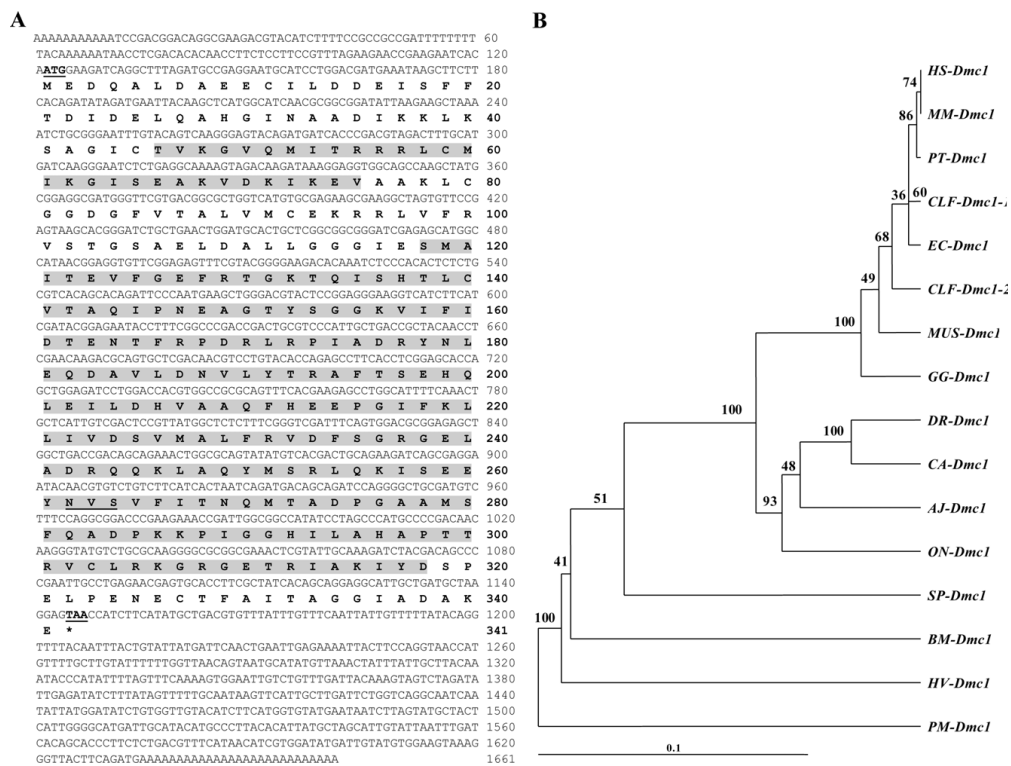 A
AAAAAAAAAAAATCCGACGGACAGGCGAAGACGTACATCTTTTCCGCCGCCGATTTTTTTT 60
TACAAAAAATAACCTCGACACACAACCTTCTCCTTCCGTTTAGAAGAACCGAAGAATCAC 120
AATGGAAGATCAGGCTTTAGATGCCGAGGAATGCATCCTGGACGATGAAATAAGCTTCTT 180
M E D Q A L D A E E C I L D D E I S F F 20
CACAGATATAGATGAATTACAAGCTCATGGCATCAACGCGGCGGATATTAAGAAGCTAAA 240
T D I D E L Q A H G I N A A D I K K L K 40
ATCTGCGGGAATTTGTACAGTCAAGGGAGTACAGATGATCACCCGACGTAGACTTTGCAT 300
S A G I C T V K G V Q M I T R R R L C M 60
GATCAAGGGAATCTCTGAGGCAAAAGTAGACAAGATAAAGGAGGTGGCAGCCAAGCTATG 360
I K G I S E A K V D K I K E V A A K L C 80
CGGAGGCGATGGGTTCGTGACGGCGCTGGTCATGTGCGAGAAGCGAAGGCTAGTGTTCCG 420
G G D G F V T A L V M C E K R R L V F R 100
AGTAAGCACGGGATCTGCTGAACTGGATGCACTGCTCGGCGGCGGGATCGAGAGCATGGC 480
V S T G S A E L D A L L G G G I E S M A 120
CATAACGGAGGTGTTCGGAGAGTTTCGTACGGGGAAGACACAAATCTCCCACACTCTCTG 540
I T E V F G E F R T G K T Q I S H T L C 140
CGTCACAGCACAGATTCCCAATGAAGCTGGGACGTACTCCGGAGGGAAGGTCATCTTCAT 600
V T A Q I P N E A G T Y S G G K V I F I 160
CGATACGGAGAATACCTTTCGGCCCGACCGACTGCGTCCCATTGCTGACCGCTACAACCT 660
D T E N T F R P D R L R P I A D R Y N L 180
CGAACAAGACGCAGTGCTCGACAACGTCCTGTACACCAGAGCCTTCACCTCGGAGCACCA 720
E Q D A V L D N V L Y T R A F T S E H Q 200
GCTGGAGATCCTGGACCACGTGGCCGCGCAGTTTCACGAAGAGCCTGGCATTTTCAAACT 780
L E I L D H V A A Q F H E E P G I F K L 220
GCTCATTGTCGACTCCGTTATGGCTCTCTTTCGGGTCGATTTCAGTGGACGCGGAGAGCT 840
L I V D S V M A L F R V D F S G R G E L 240
GGCTGACCGACAGCAGAAACTGGCGCAGTATATGTCACGACTGCAGAAGATCAGCGAGGA 900
A D R Q Q K L A Q Y M S R L Q K I S E E 260
ATACAACGTGTCTGTCTTCATCACTAATCAGATGACAGCAGATCCAGGGGCTGCGATGTC 960
Y N V S V F I T N Q M T A D P G A A M S 280
TTTCCAGGCGGACCCGAAGAAACCGATTGGCGGCCATATCCTAGCCCATGCCCCGACAAC 1020
F Q A D P K K P I G G H I L A H A P T T 300
AAGGGTATGTCTGCGCAAGGGGCGCGGCGAAACTCGTATTGCAAAGATCTACGACAGCCC 1080
R V C L R K G R G E T R I A K I Y D S P 320
CGAATTGCCTGAGAACGAGTGCACCTTCGCTATCACAGCAGGAGGCATTGCTGATGCTAA 1140
E L P E N E C T F A I T A G G I A D A K 340
GGAGTAACCATCTTCATATGCTGACGTGTTTATTTGTTTCAATTATTGTTTTTATACAGG 1200
E * 341
TTTTACAATTTACTGTATTATGATTCAACTGAATTGAGAAAATTACTTCCAGGTAACCAT 1260
GTTTTGCTTGTATTTTTTGGTTAACAGTAATGCATATGTTAAACTATTTATTGCTTACAA 1320
ATACCCATATTTTAGTTTCAAAAGTGGAATTGTCTGTTTGATTACAAAGTAGTCTAGATA 1380
TTGAGATATCTTTATAGTTTTTGCAATAAGTTCATTGCTTGATTCTGGTCAGGCAATCAA 1440
TATTATGGATATCTGTGGTTGTACATCTTCATGGTGTATGAATAATCTTAGTATGCTACT 1500
CATTGGGGCATGATTGCATACATGCCCTTACACATTATGCTAGCATTGTATTAATTTGAT 1560
CACAGCACCCTTCTCTGACGTTTCATAACATCGTGGATATGATTGTATGTGGAAGTAAAG 1620
GGTTACTTCAGATGAAAAAAAAAAAAAAAAAAAAAAAAAAA 1661
B
HS-Dmc1
74
MM-Dmc1
86
PT-Dmc1
36 60
CLF-Dmc1-1
EC-Dmc1
68
CLF-Dmc1-2
49
MUS-Dmc1
100
GG-Dmc1
100
DR-Dmc1
100
CA-Dmc1
48
AJ-Dmc1
93
ON-Dmc1
51
SP-Dmc1
41
BM-Dmc1
100
HV-Dmc1
PM-Dmc1
0.1